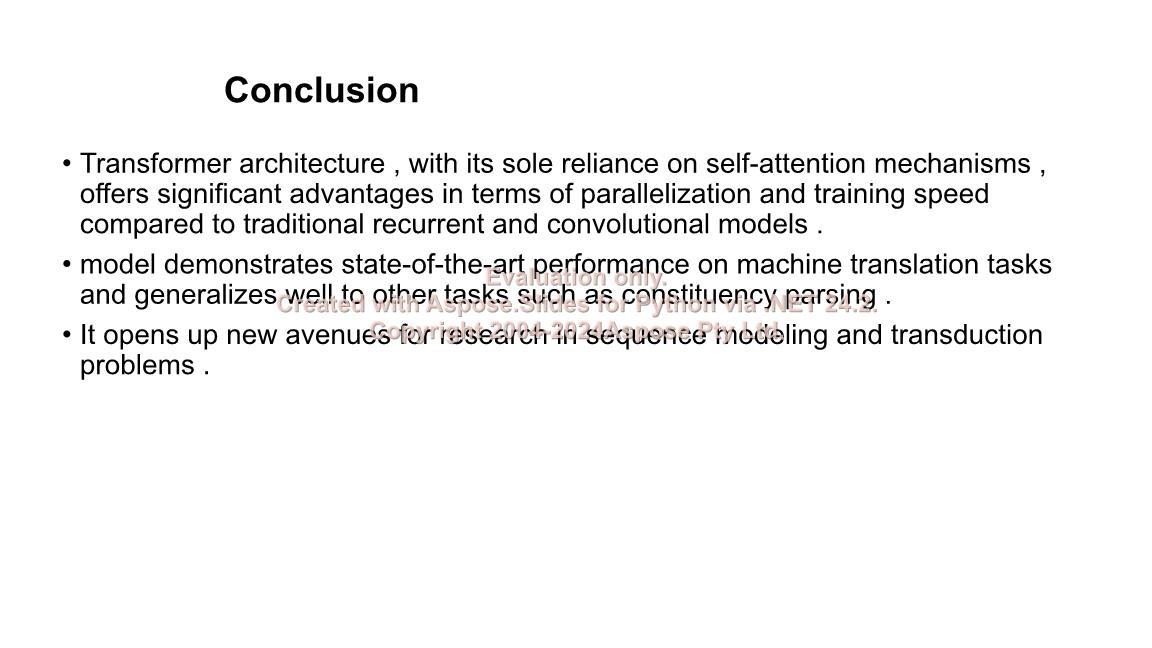 Conclusion
• Transformer architecture , with its sole reliance on self-attention mechanisms ,
offers significant advantages in terms of parallelization and training speed
compared to traditional recurrent and convolutional models .
• model demonstrates state-of-the-art performance on machine translation tasks
Evaluation only.
and generalizes well to other tasks such as constituency parsing .
Created with Aspose.Slides for Python via .NET 24.2.
• It opens up new avenues for research in sequence modeling and transduction
Copyright 2004-2024Aspose Pty Ltd.
problems .